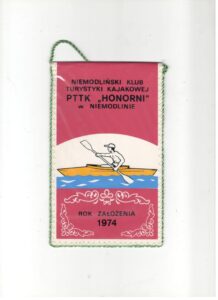 NIEMODLIŃSKI KLUB
TURYSTYKI KAJAKOWEJ
PTTK „HONORNI”
w NIEMODLINIE
ROK ZAŁOŻENIA
1974